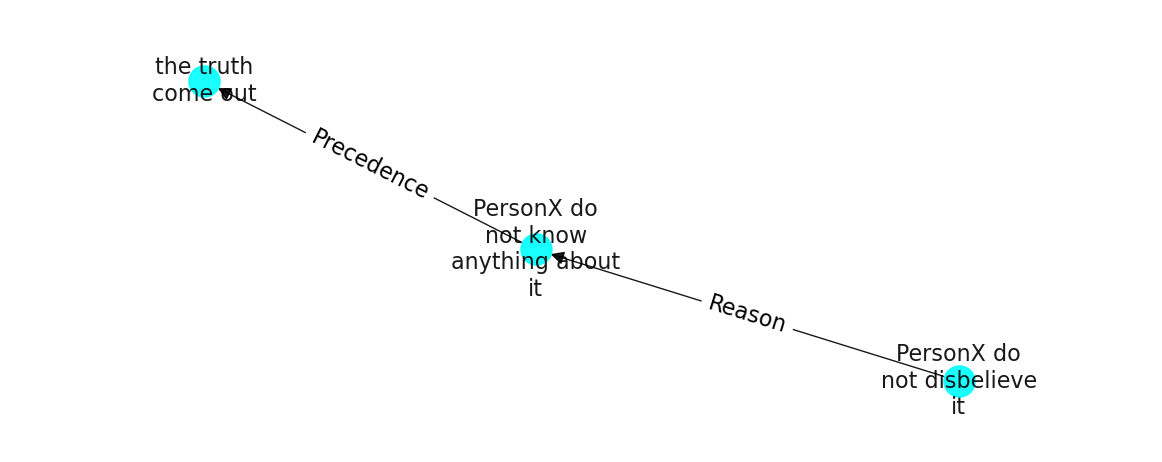 the truth
come out
Precedence
PersonX do
not know
anything about
it
Reason
PersonX do
not disbelieve
it